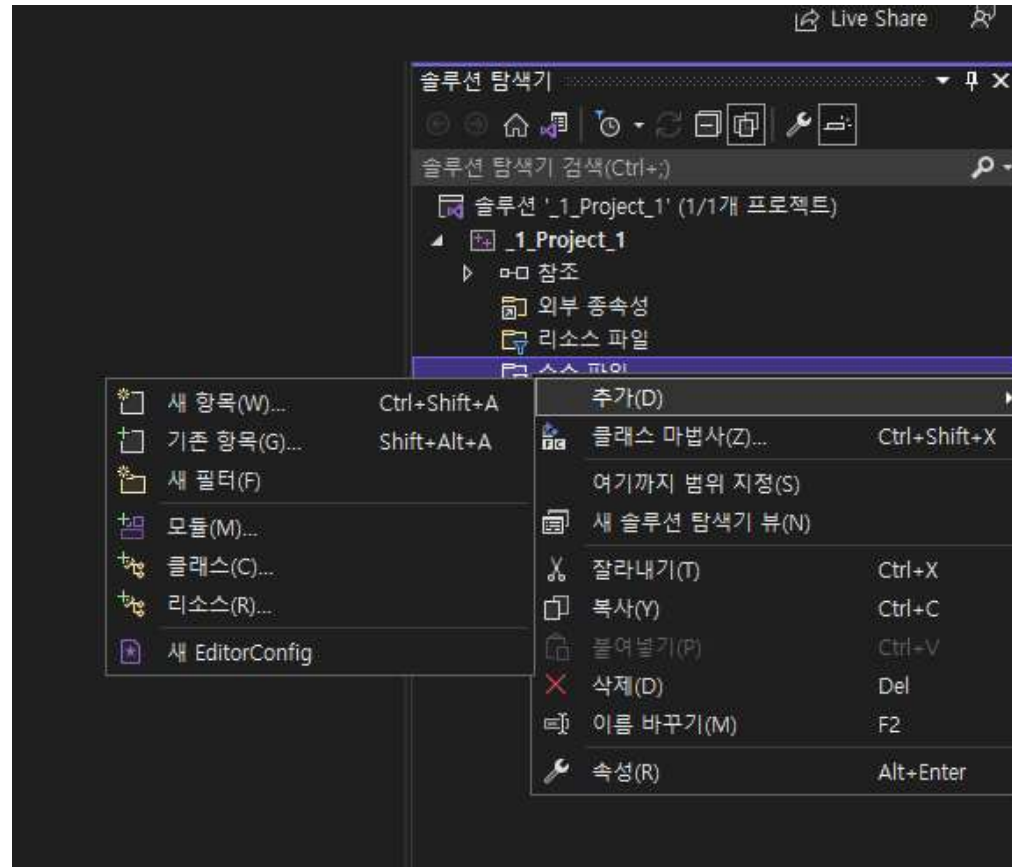 Live Share
솔루션 탐색기
솔루션 탐색기 검색(Ctrl+;)
솔루션 '_1_Project_1' (1/1개 프로젝트)
_1_Project_1
참조
외부 종속성
리소스 파일
소스 파일
새 항목(W)... Ctrl+Shift+A
기존 항목(G)... Shift+Alt+A
새 필터(F)
모듈(M)...
클래스(C)...
리소스(R)...
새 EditorConfig
추가(D)
클래스 마법사(Z)... Ctrl+Shift+X
여기까지 범위 지정(S)
새 솔루션 탐색기 뷰(N)
잘라내기(T) Ctrl+X
복사(Y) Ctrl+C
붙여넣기(P) Ctrl+V
삭제(D) Del
이름 바꾸기(M) F2
속성(R) Alt+Enter